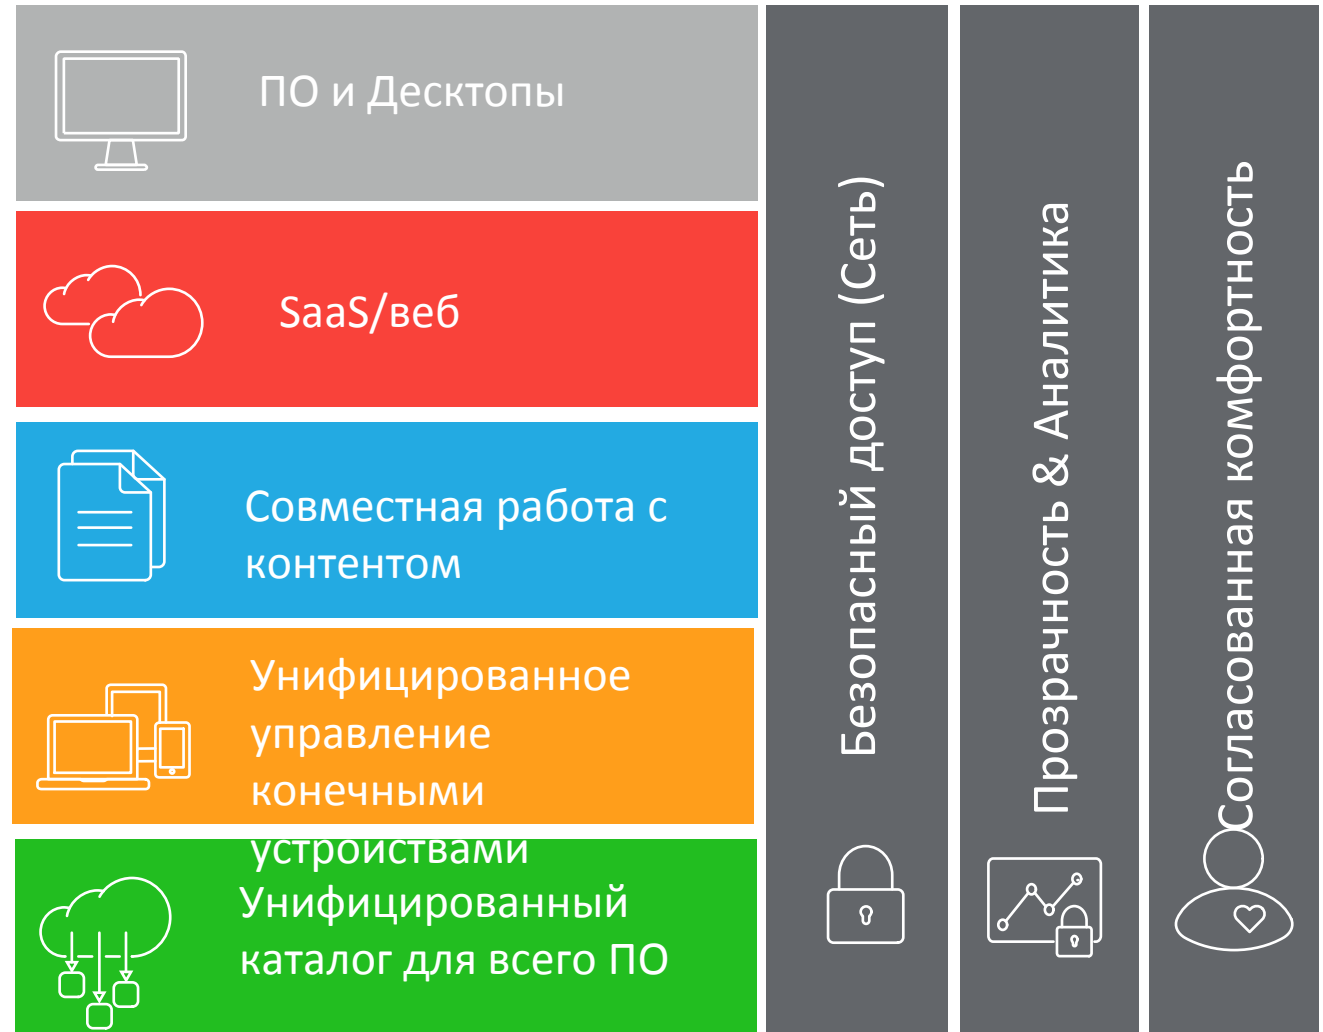 ПО и Десктопы
SaaS/веб
Совместная работа с
контентом
Унифицированное
управление
конечными
устройствами
Унифицированный
каталог для всего ПО
Безопасный доступ (Сеть)
Прозрачность & Аналитика
Согласованная комфортность